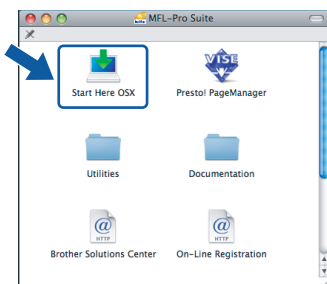 MFL-Pro Suite
VISE
Start Here OSX
Presto! PageManager
Utilities
Documentation
@
HTTP
@
HTTP
Brother Solutions Center
On-Line Registration